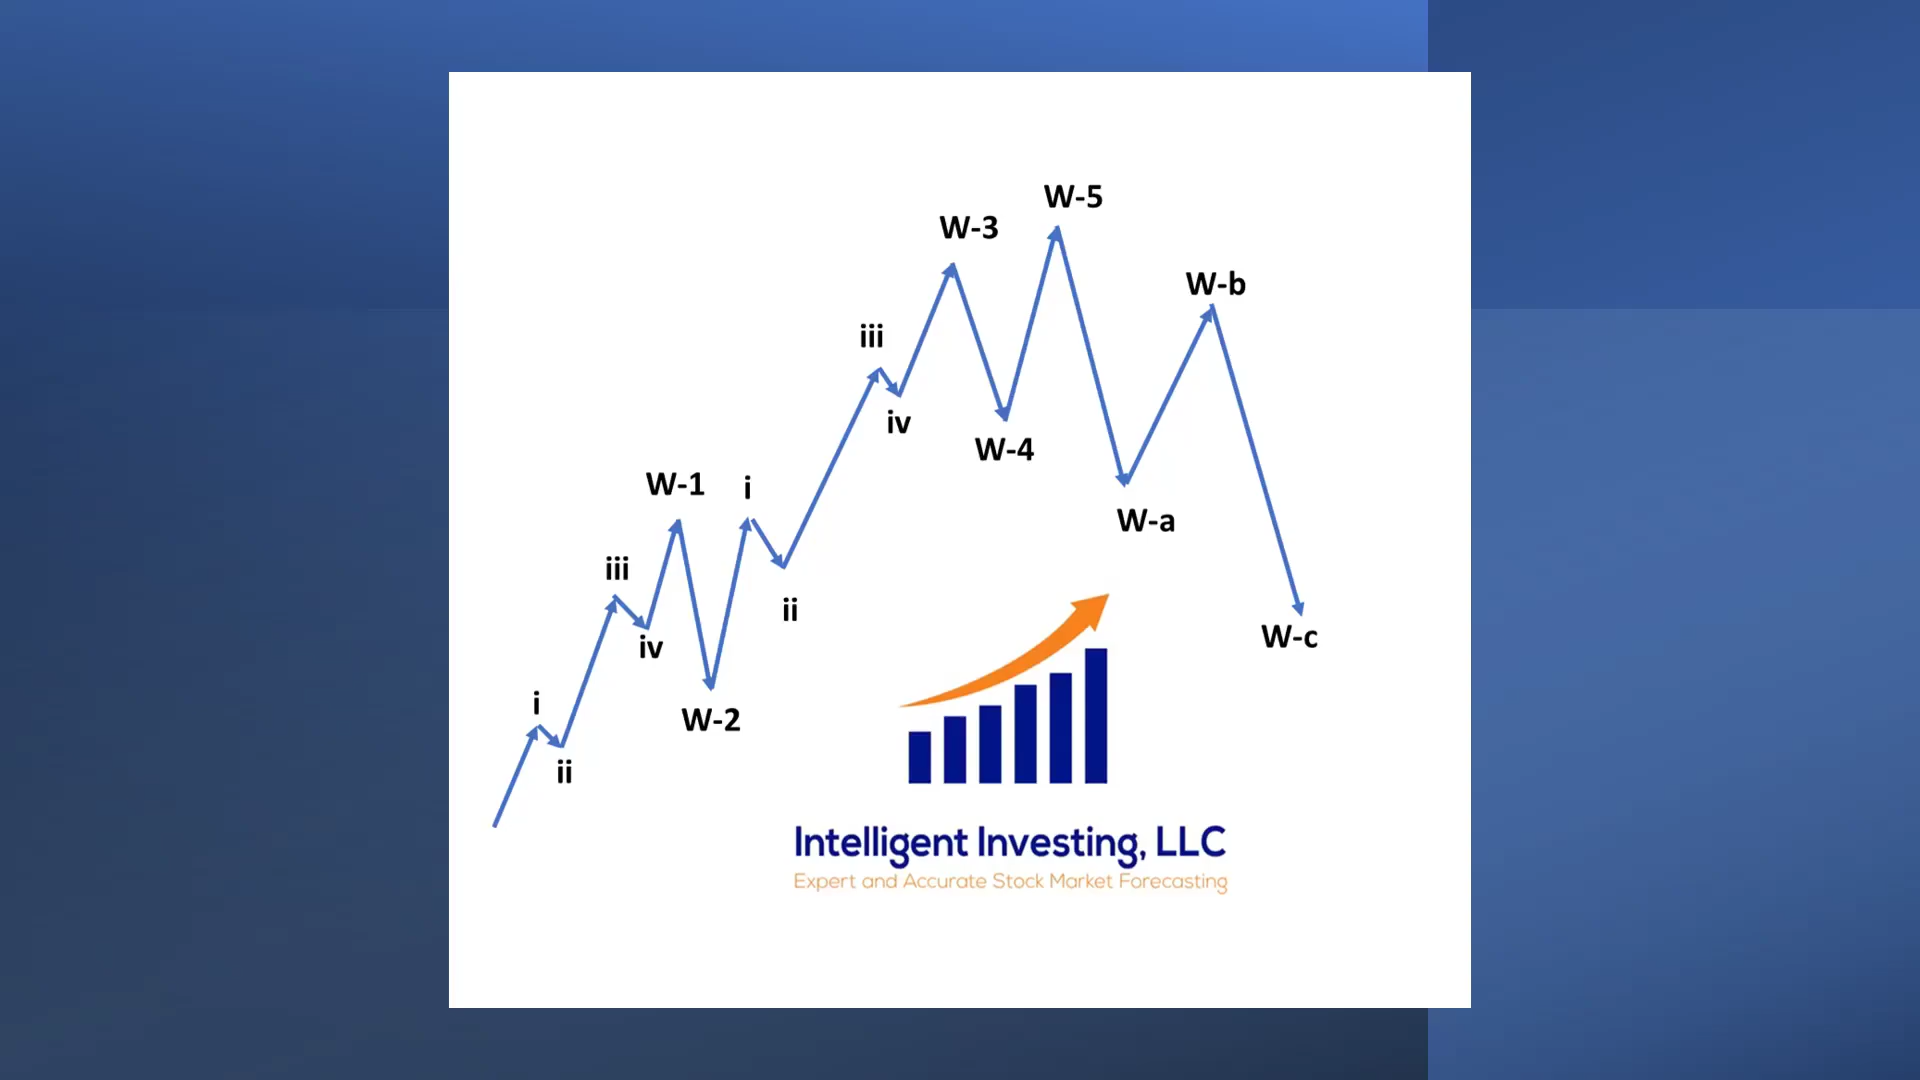 W-5
W-3
W-b
iii
iv
W-4
W-1
i
W-a
iii
ii
iv
W-c
i
W-2
ii
Intelligent Investing, LLC
Expert and Accurate Stock Market Forecasting